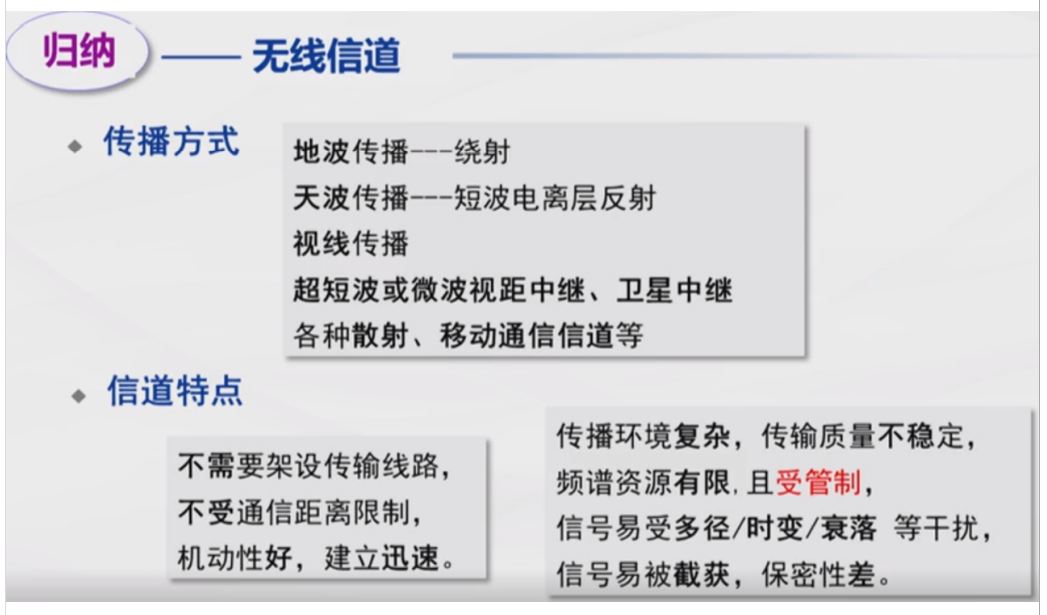 归纳 —— 无线信道
◆ 传播方式
地波传播---绕射
天波传播---短波电离层反射
视线传播
超短波或微波视距中继、卫星中继
各种散射、移动通信信道等
◆ 信道特点
不需要架设传输线路，
不受通信距离限制，
机动性好，建立迅速。
传播环境复杂，传输质量不稳定，
频谱资源有限,且受管制，
信号易受多径/时变/衰落 等干扰，
信号易被截获，保密性差。